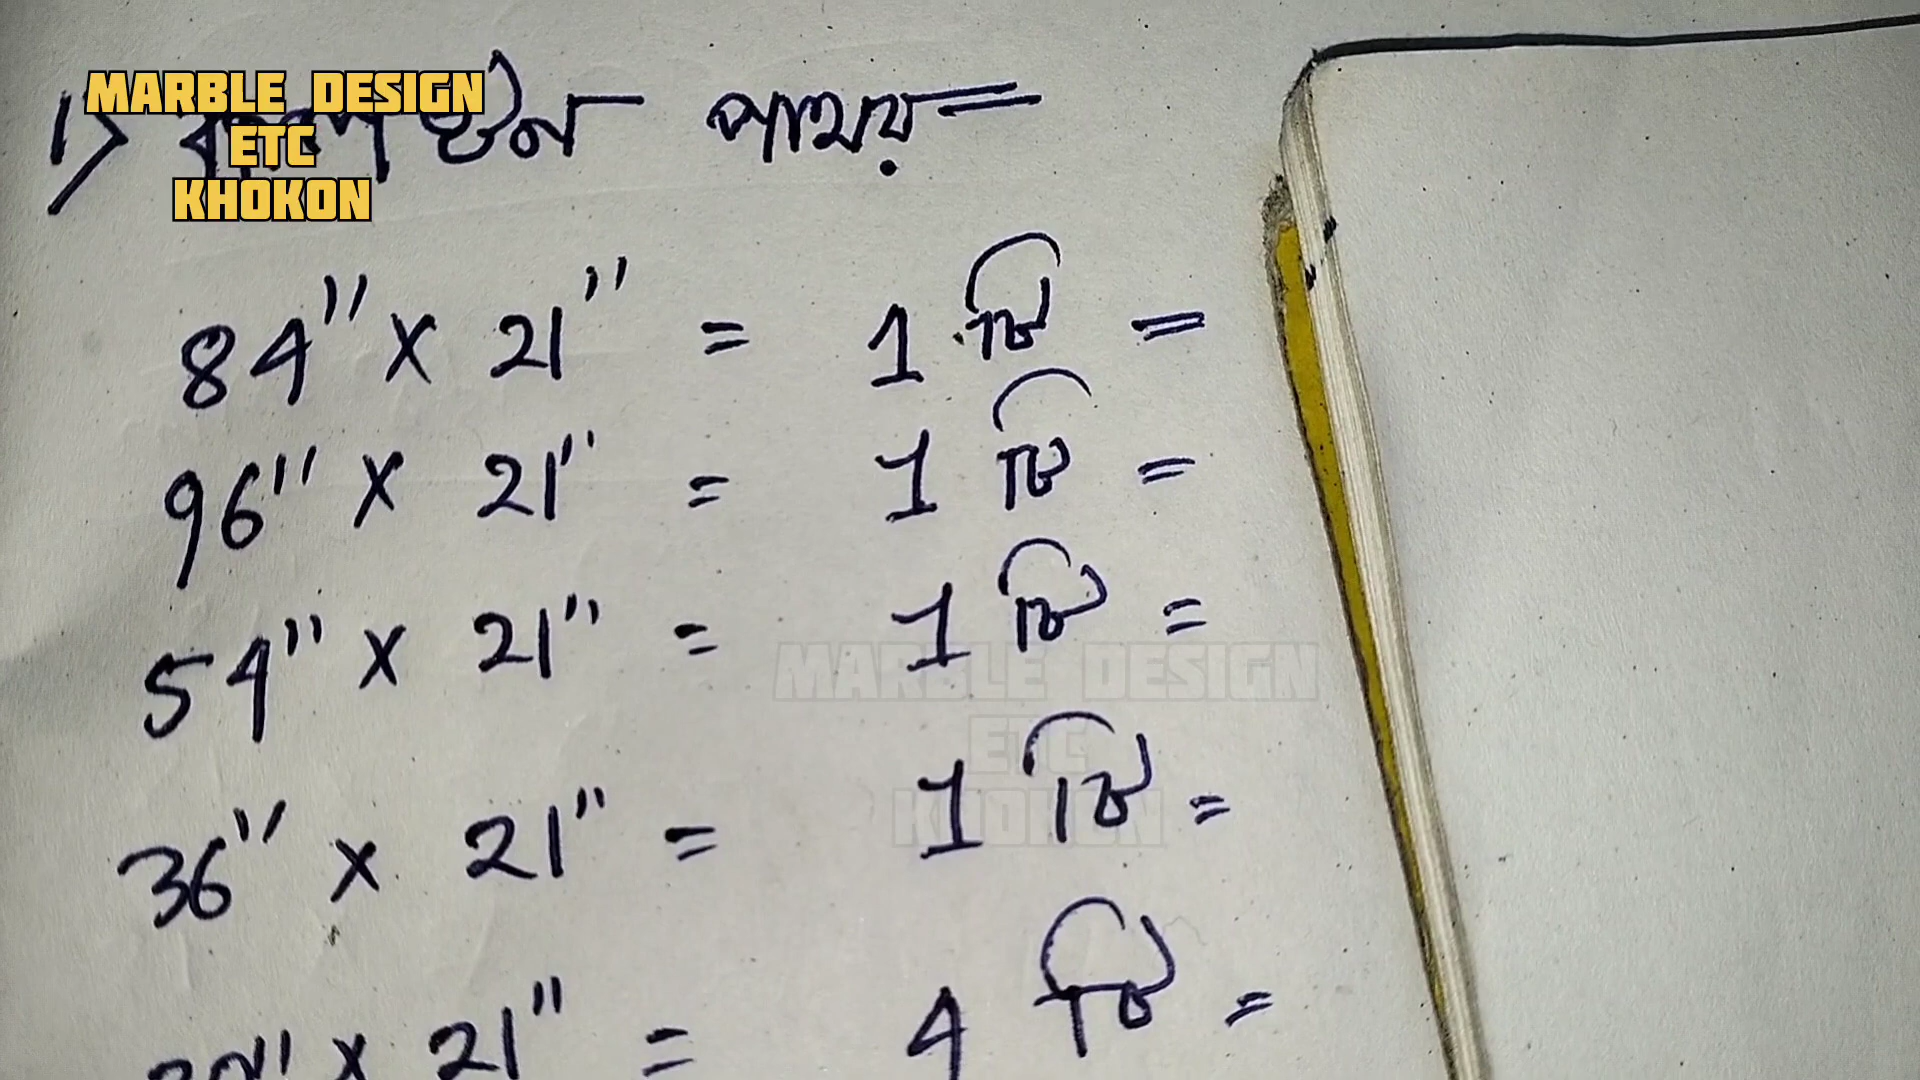 MARBLE DESIGN
ETC
KHOKON
1> পাথর =
84" x 21" = 1 টি =
96" x 21" = 1 টি =
54" x 21" = 1 টি =
36" x 21" = 1 টি =
x 21" = 4 টি =
MARBLE DESIGN
ETC
KHOKON